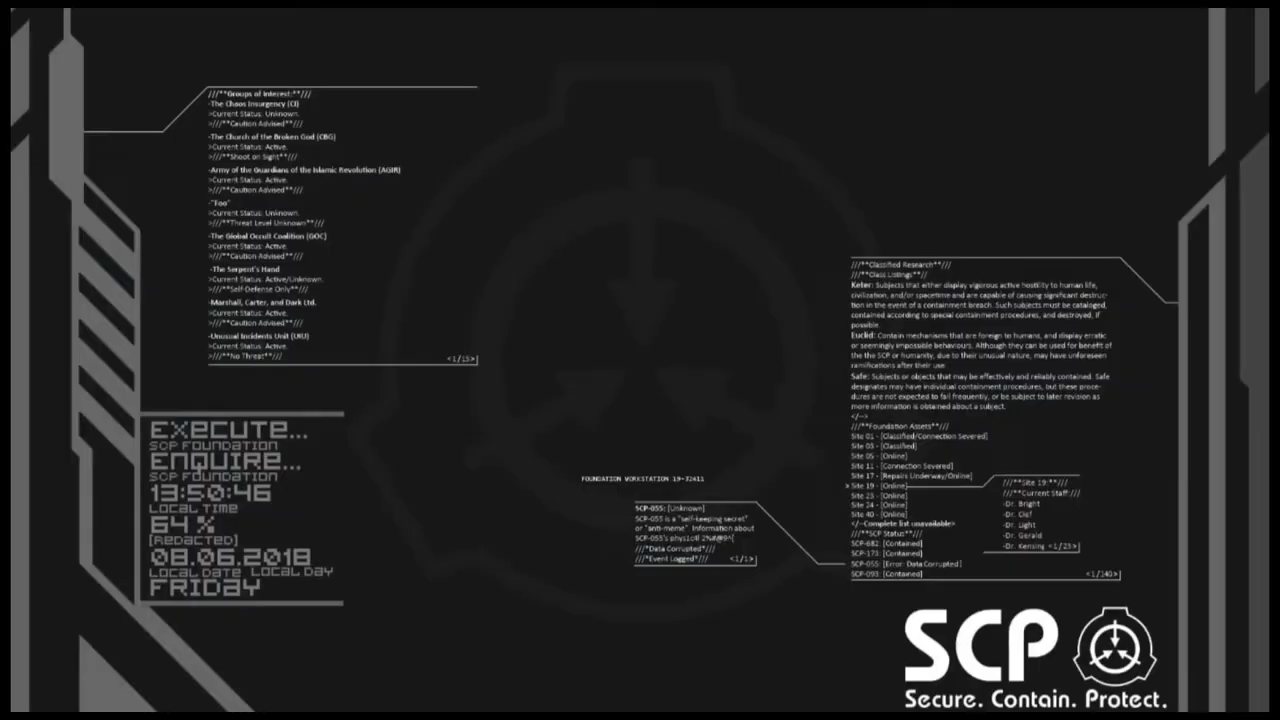 ///**Groups of Interest:**///
-The Chaos Insurgency (CI)
>Current Status: Unknown.
>///**Caution Advised**///
-The Church of the Broken God (CBG)
>Current Status: Active.
>///**Shoot on Sight**///
-Army of the Guardians of the Islamic Revolution (AGIR)
>Current Status: Active.
>///**Caution Advised**///
-"Foo"
>Current Status: Unknown.
>///**Threat Level Unknown**///
-The Global Occult Coalition (GOC)
>Current Status: Active.
>///**Caution Advised**///
-The Serpent's Hand
>Current Status: Active/Unknown.
>///**Self-Defense Only**///
-Marshall, Carter, and Dark Ltd.
>Current Status: Active.
>///**Caution Advised**///
-Unusual Incidents Unit (UIU)
>Current Status: Active.
>///**No Threat**///
<1/15>]
EXECUTE...
SCP FOUNDATION
ENQUIRE...
SCP FOUNDATION
13:50:46
LOCAL TIME
64 %
[REDACTED]
08.06.2018
LOCAL DATE LOCAL DAY
FRIDAY
FOUNDATION WORKSTATION 19-32411
SCP-055: [Unknown]
SCP-055 is a "self-keeping secret"
or "anti-meme". Information about
///*Data Corrupted*///
///*Event Logged*/// <1/1>]
///**Classified Research**///
///**Class Listings**//
Keter: Subjects that either display vigorous active hostility to human life,
civilization, and/or spacetime and are capable of causing significant destruc-
tion in the event of a containment breach. Such subjects must be cataloged,
contained according to special containment procedures, and destroyed, if
possible.
Euclid: Contain mechanisms that are foreign to humans, and display erratic
or seemingly impossible behaviours. Although they can be used for benefit of
the the SCP or humanity, due to their unusual nature, may have unforeseen
ramifications after their use.
Safe: Subjects or objects that may be effectively and reliably contained. Safe
designates may have individual containment procedures, but these proce-
dures are not expected to fail frequently, or be subject to later revision as
more information is obtained about a subject.
</-->
///**Foundation Assets**///
Site 01 - [Classified/Connection Severed]
Site 03 - [Classified]
Site 05 - [Online]
Site 11 - [Connection Severed]
Site 17 - [Repairs Underway/Online]
> Site 19 - [Online]
Site 23 - [Online]
Site 24 - [Online]
Site 40 - [Online]
</--Complete list unavailable>
///**SCP Status**///
SCP-682: [Contained]
SCP-173: [Contained]
SCP-055: [Error- Data Corrupted]
SCP-093: [Contained]
<1/140>]
///**Site 19:**///
///**Current Staff:///
-Dr. Bright
-Dr. Clef
-Dr. Light
-Dr. Gerald
-Dr. Kensing <1/25>]
SCP
Secure. Contain. Protect.